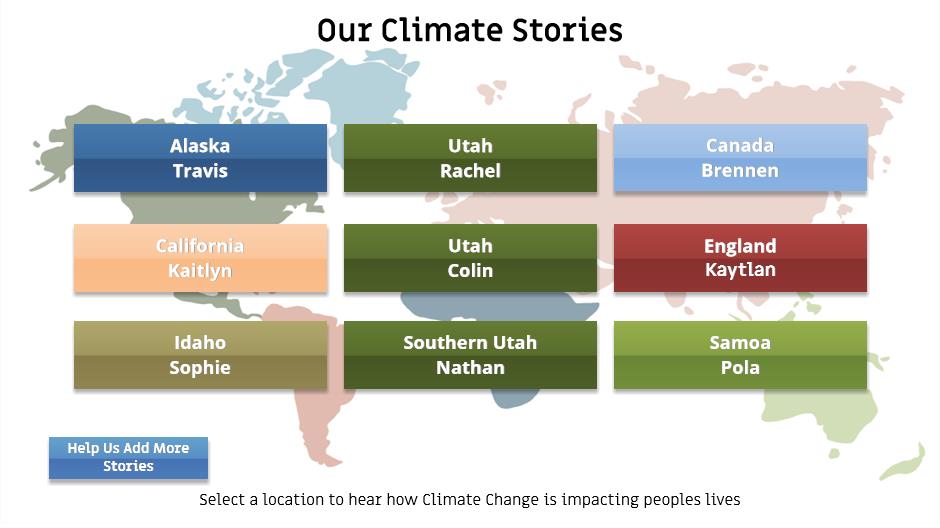 Our Climate Stories
Alaska
Travis
Utah
Rachel
Canada
Brennen
California
Kaitlyn
Utah
Colin
England
Kaytlan
Idaho
Sophie
Southern Utah
Nathan
Samoa
Pola
Help Us Add More
Stories
Select a location to hear how Climate Change is impacting peoples lives